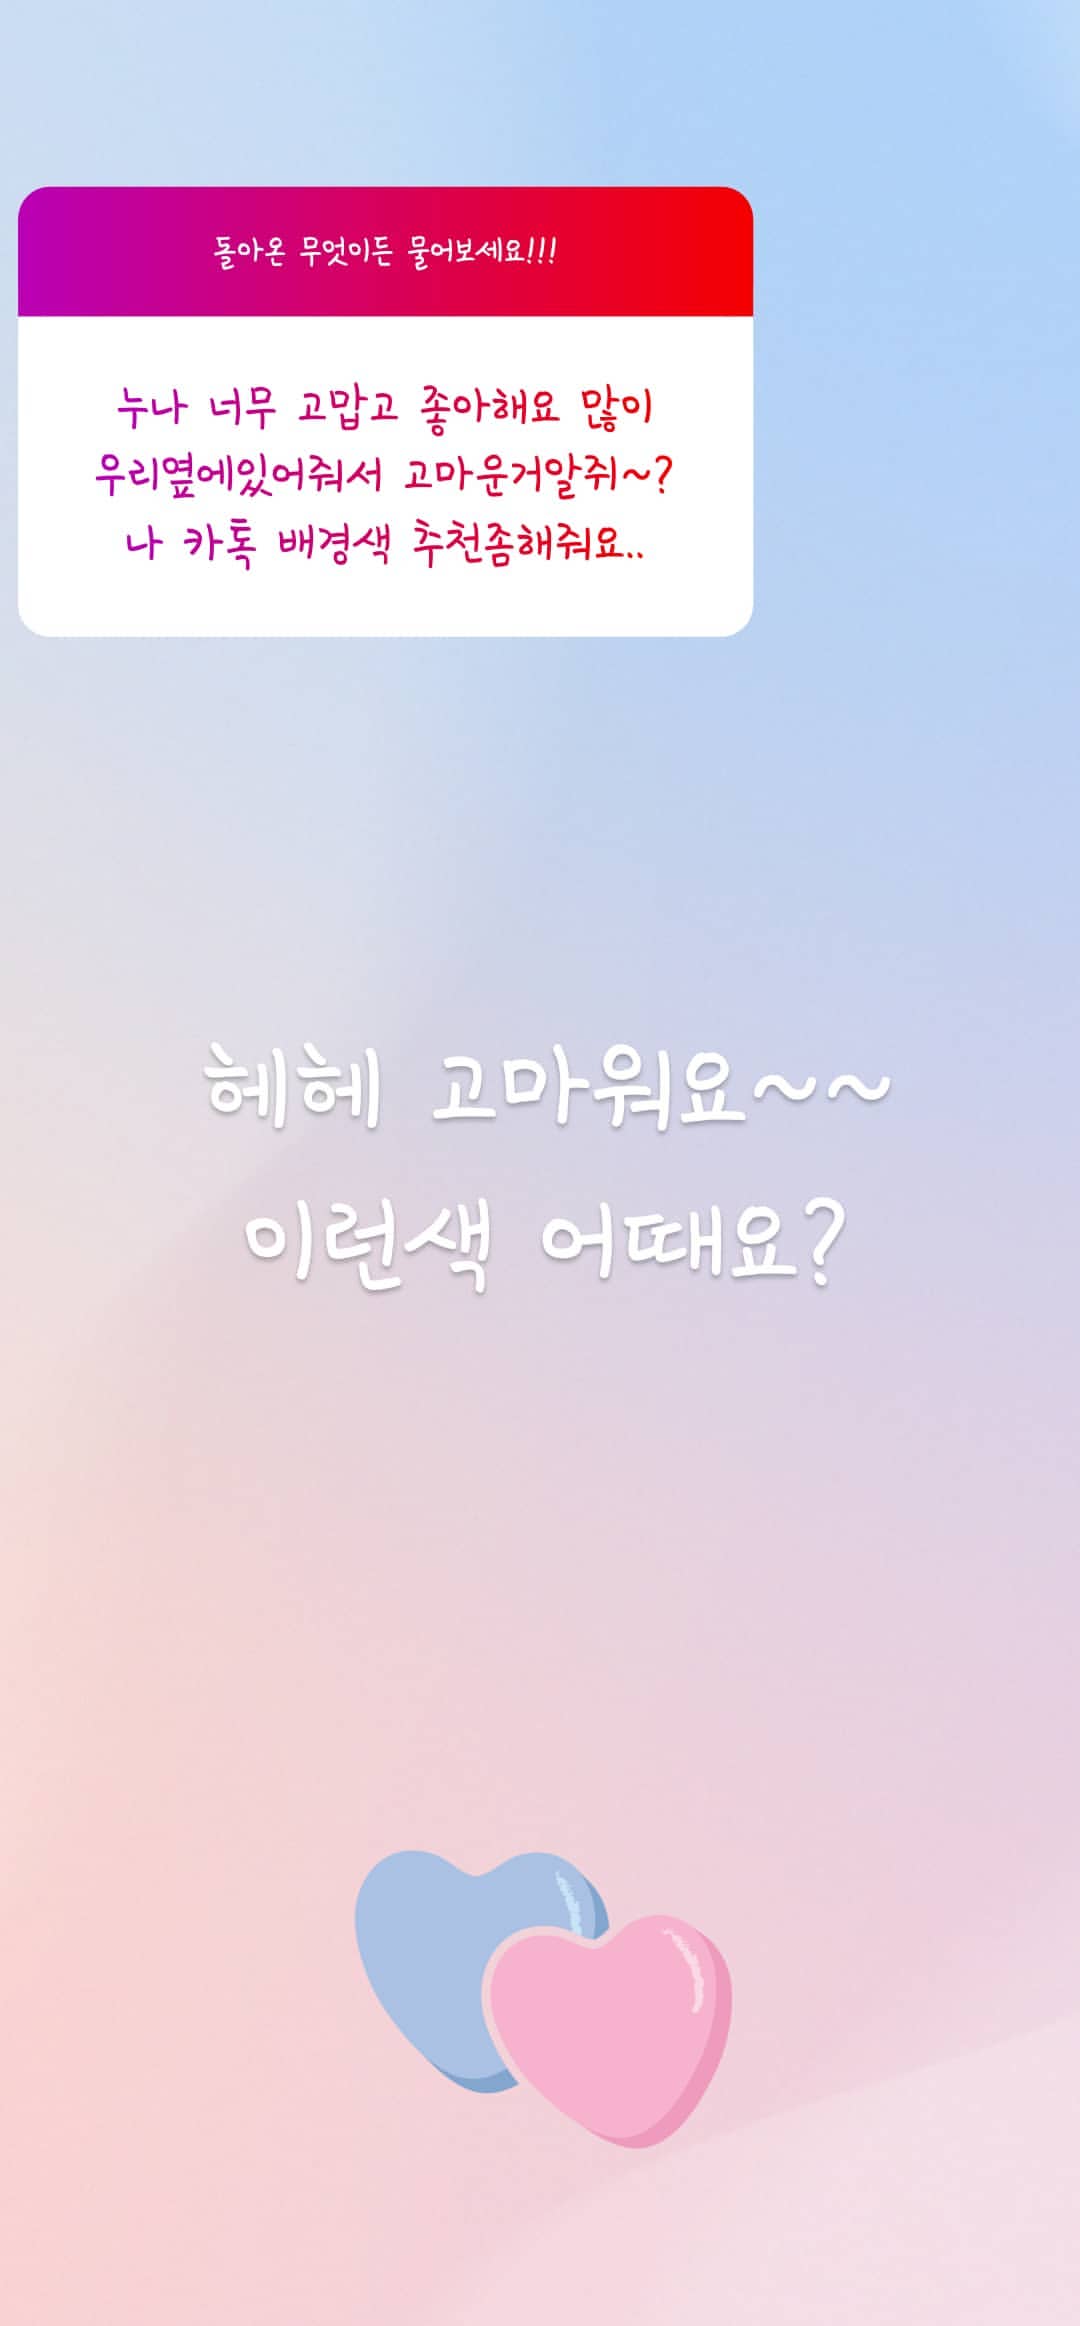 돌아온 무엇이든 물어보세요!!!
누나 너무 고맙고 좋아해요 많이
우리옆에있어줘서 고마운거알쥐~?
나 카톡 배경색 추천좀해줘요..
헤헤 고마워요~~
이런색 어때요?